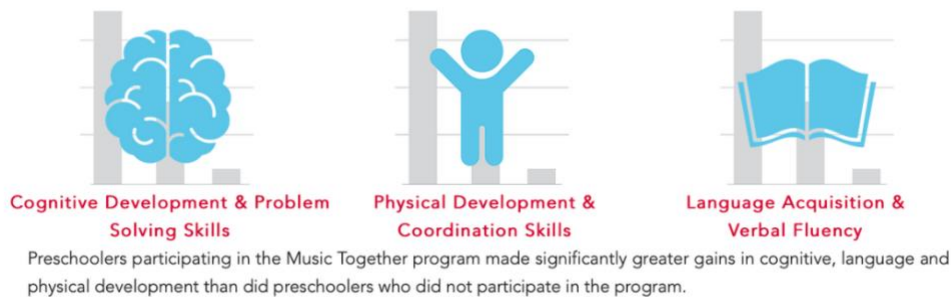 Cognitive Development & Problem
Solving Skills
Physical Development &
Coordination Skills
Language Acquisition &
Verbal Fluency
Preschoolers participating in the Music Together program made significantly greater gains in cognitive, language and
physical development than did preschoolers who did not participate in the program.